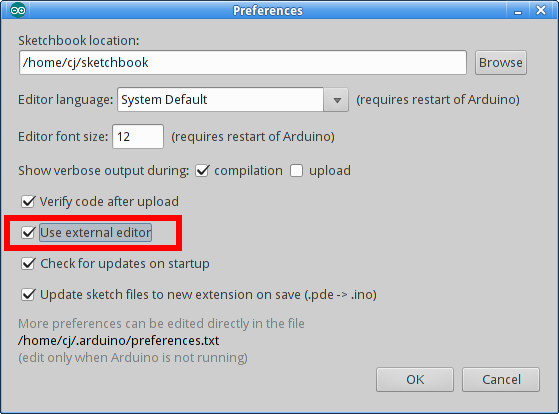 Preferences
Sketchbook location:
/home/cj/sketchbook Browse
Editor language: System Default (requires restart of Arduino)
Editor font size: 12 (requires restart of Arduino)
Show verbose output during: compilation upload
Verify code after upload
Use external editor
Check for updates on startup
Update sketch files to new extension on save (.pde -> .ino)
More preferences can be edited directly in the file
/home/cj/.arduino/preferences.txt
(edit only when Arduino is not running)
OK Cancel